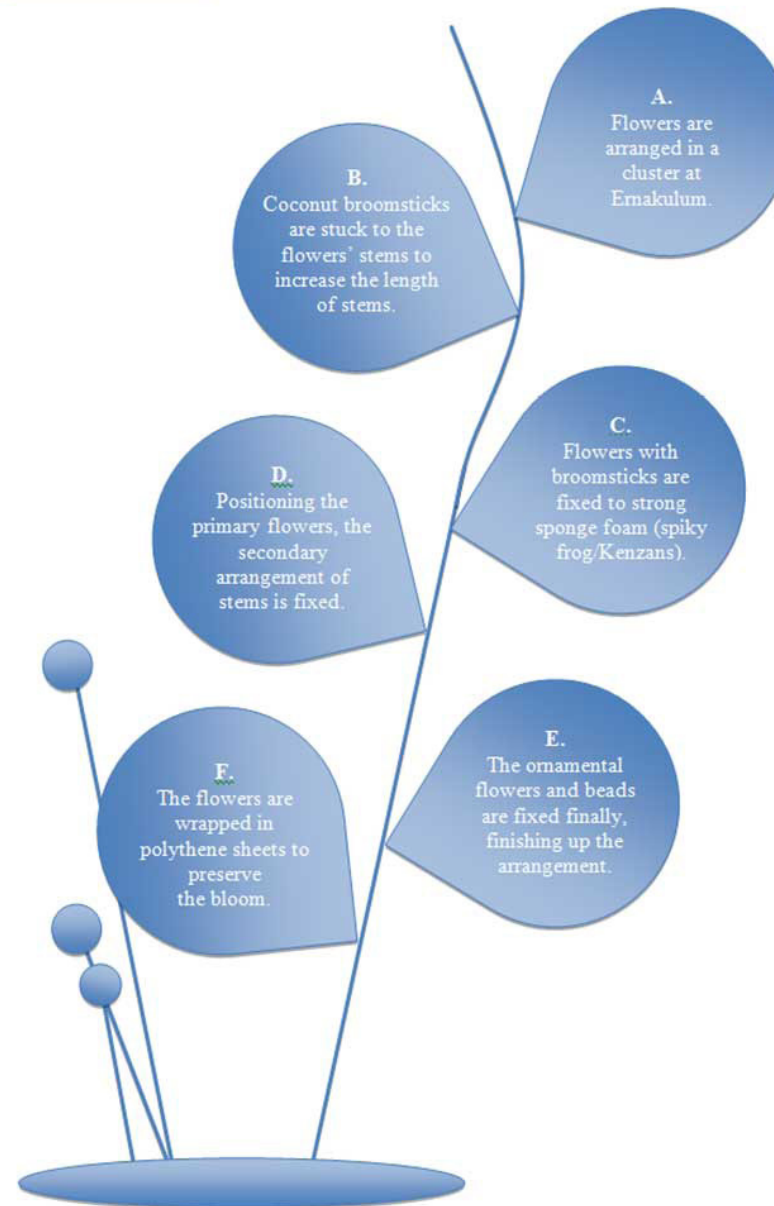 A.
Flowers are
arranged in a
cluster at
Ernakulum.
B.
Coconut broomsticks
are stuck to the
flowers’ stems to
increase the length
of stems.
C.
Flowers with
broomsticks are
fixed to strong
sponge foam (spiky
frog/Kenzans).
D.
Positioning the
primary flowers, the
secondary
arrangement of
stems is fixed.
E.
The ornamental
flowers and beads
are fixed finally,
finishing up the
arrangement.
F.
The flowers are
wrapped in
polythene sheets to
preserve
the bloom.